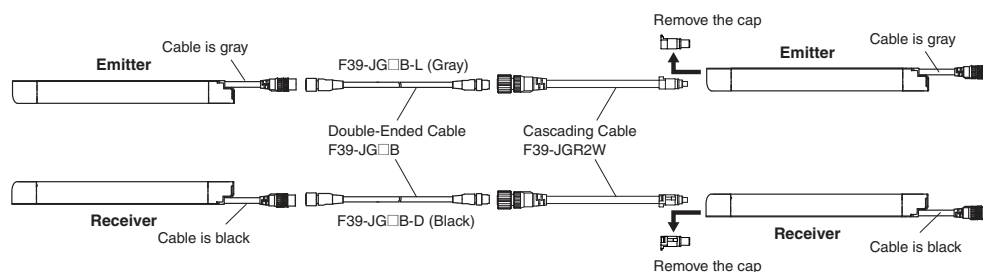 Remove the cap
Cable is gray
Emitter
F39-JG□B-L (Gray)
Emitter
Cable is gray
Double-Ended Cable
F39-JG□B
Cascading Cable
F39-JGR2W
Receiver
Cable is black
F39-JG□B-D (Black)
Receiver
Cable is black
Remove the cap